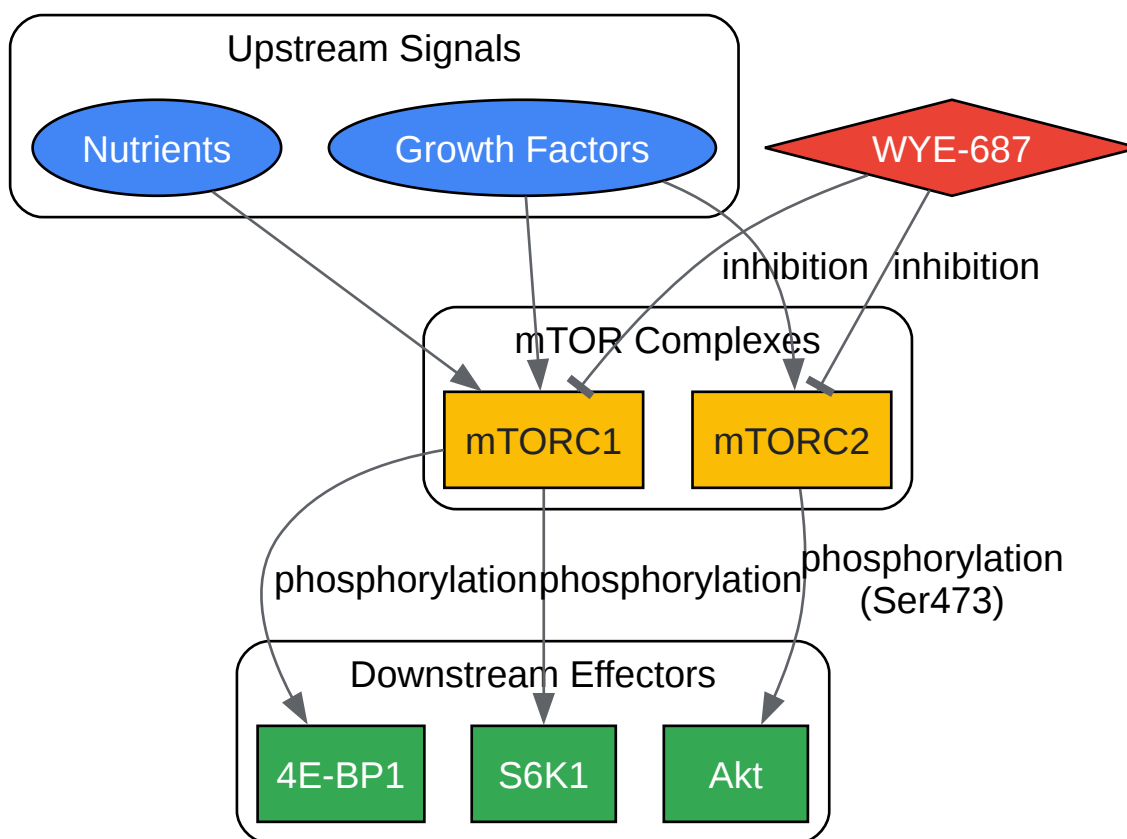 Upstream Signals
Nutrients
Growth Factors
WYE-687
inhibition
inhibition
mTOR Complexes
mTORC1
mTORC2
phosphorylation
phosphorylation
phosphorylation
(Ser473)
Downstream Effectors
4E-BP1
S6K1
Akt